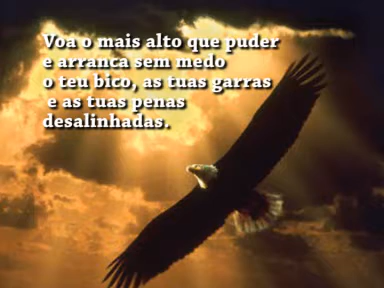 Voa o mais alto que puder
e arranca sem medo
o teu bico, as tuas garras
e as tuas penas
desalinhadas.